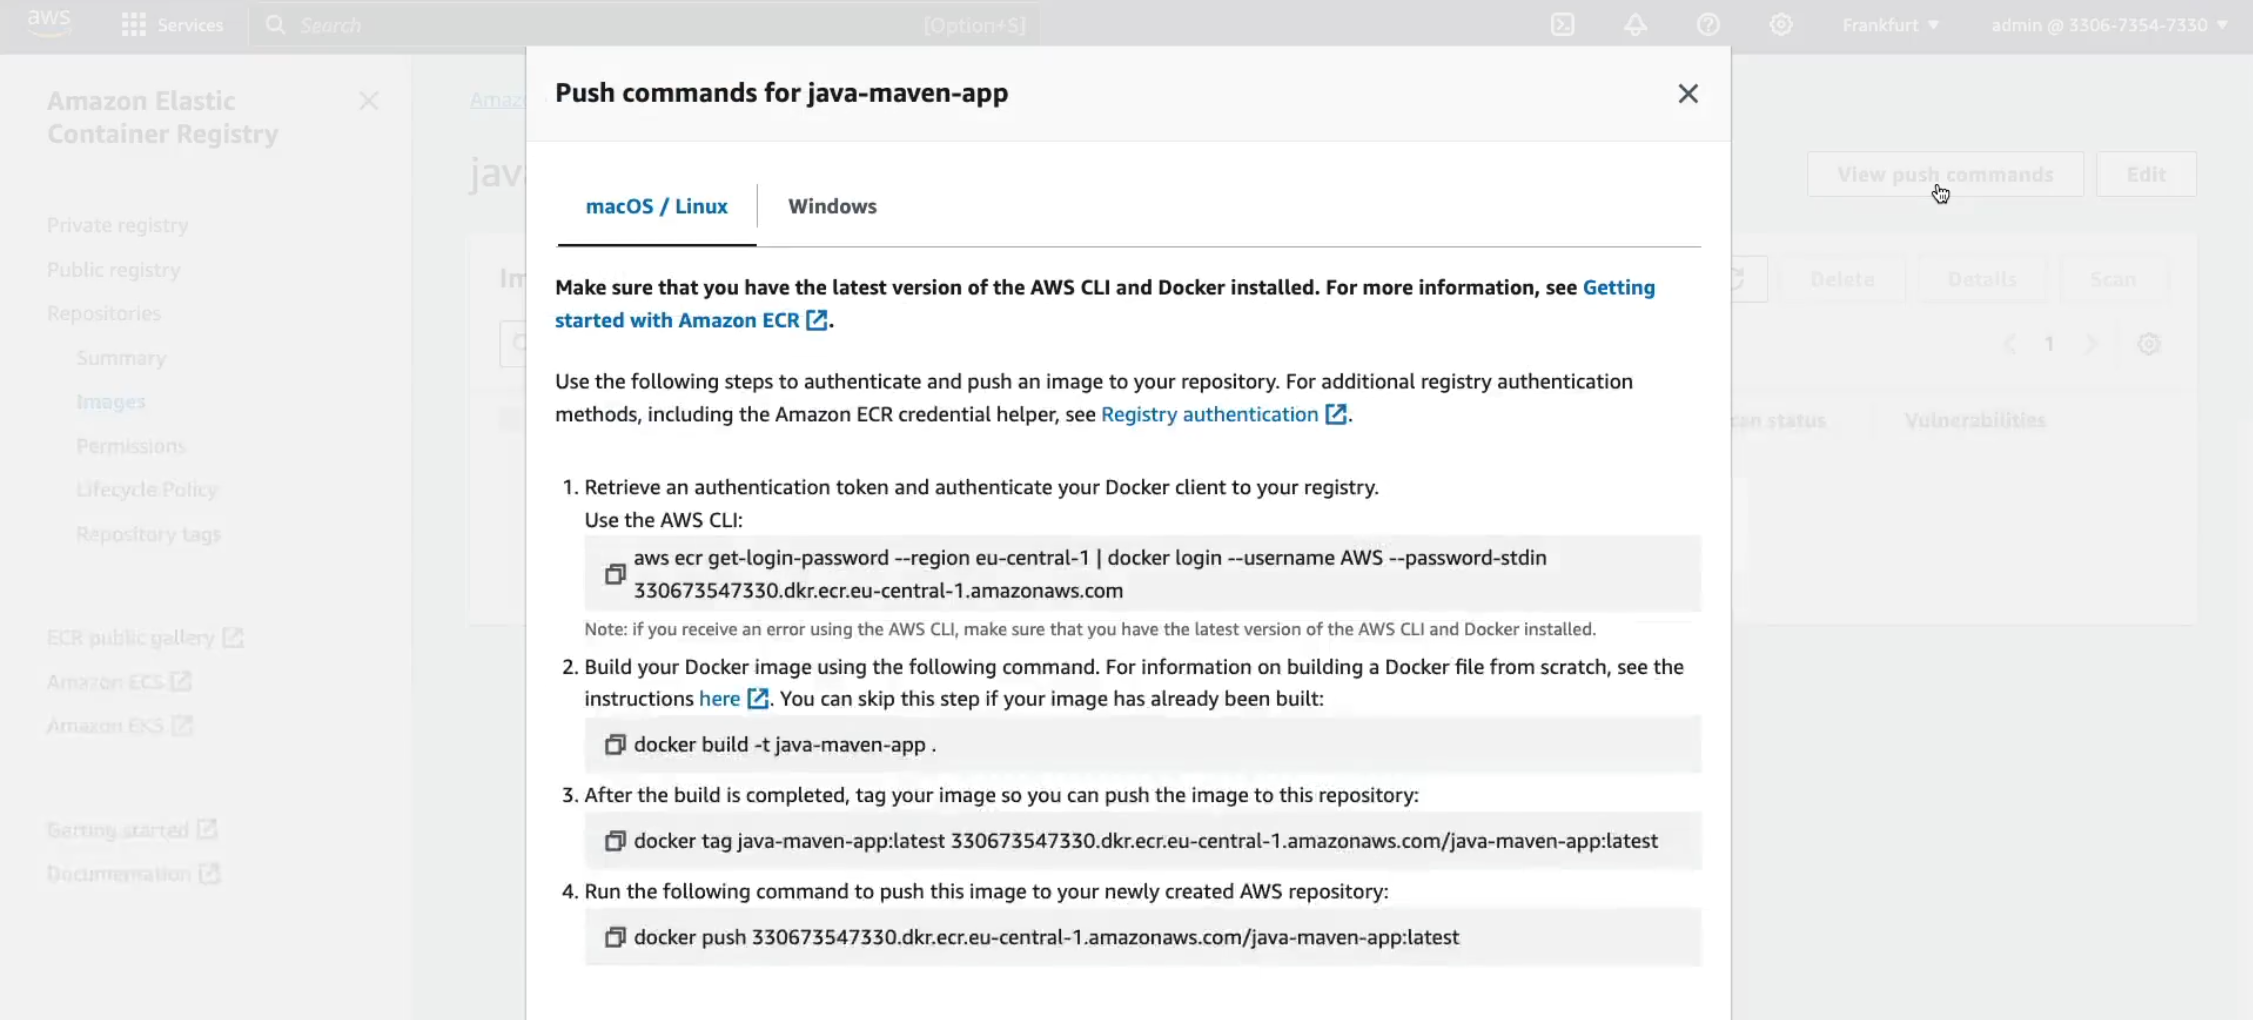 aws
Services
Search
[Option+S]
Frankfurt
admin @ 3306-7354-7330
Amazon Elastic
Container Registry
Private registry
Public registry
Repositories
Summary
Images
Permissions
Lifecycle Policy
Repository tags
ECR public gallery
Amazon ECS
Amazon EKS
Getting started
Documentation
Push commands for java-maven-app
macOS / Linux
Windows
Make sure that you have the latest version of the AWS CLI and Docker installed. For more information, see Getting
started with Amazon ECR .
Use the following steps to authenticate and push an image to your repository. For additional registry authentication
methods, including the Amazon ECR credential helper, see Registry authentication .
1. Retrieve an authentication token and authenticate your Docker client to your registry.
Use the AWS CLI:
aws ecr get-login-password --region eu-central-1 | docker login --username AWS --password-stdin
330673547330.dkr.ecr.eu-central-1.amazonaws.com
Note: if you receive an error using the AWS CLI, make sure that you have the latest version of the AWS CLI and Docker installed.
2. Build your Docker image using the following command. For information on building a Docker file from scratch, see the
instructions here . You can skip this step if your image has already been built:
docker build -t java-maven-app .
3. After the build is completed, tag your image so you can push the image to this repository:
docker tag java-maven-app:latest 330673547330.dkr.ecr.eu-central-1.amazonaws.com/java-maven-app:latest
4. Run the following command to push this image to your newly created AWS repository:
docker push 330673547330.dkr.ecr.eu-central-1.amazonaws.com/java-maven-app:latest
View push commands
Edit
Delete
Details
Scan
1
status
Vulnerabilities